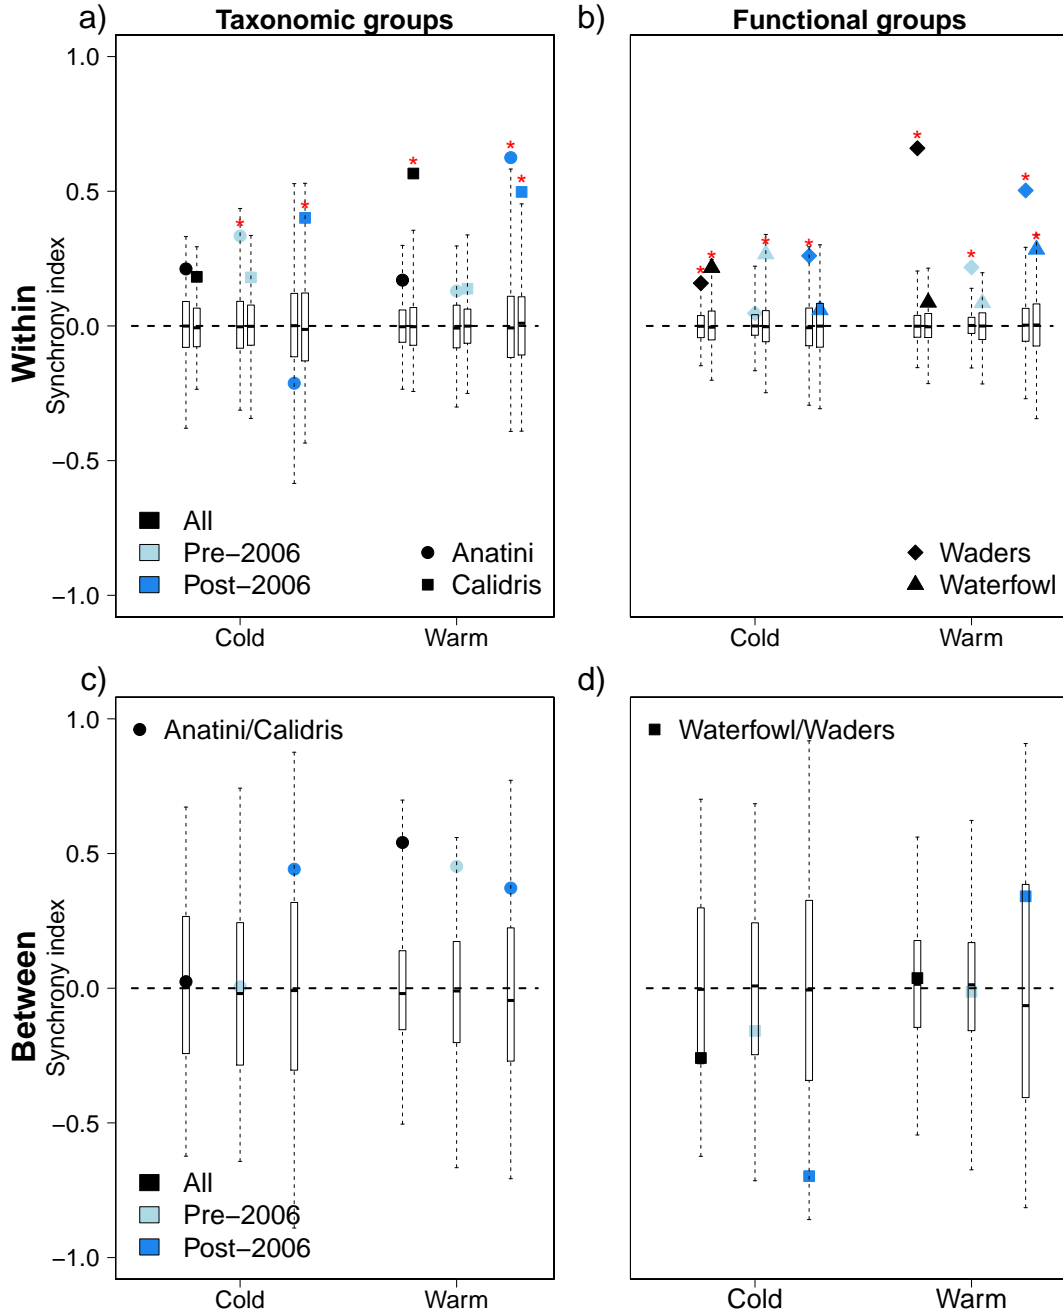 a) Taxonomic groups
b) Functional groups
Within
Synchrony index
1.0
0.5
0.0
−0.5
−1.0
All
Pre−2006
Post−2006
Anatini
Calidris
Waders
Waterfowl
Cold
Warm
Cold
Warm
c)
d)
Between
Synchrony index
1.0
0.5
0.0
−0.5
−1.0
Anatini/Calidris
Waterfowl/Waders
All
Pre−2006
Post−2006
Cold
Warm
Cold
Warm